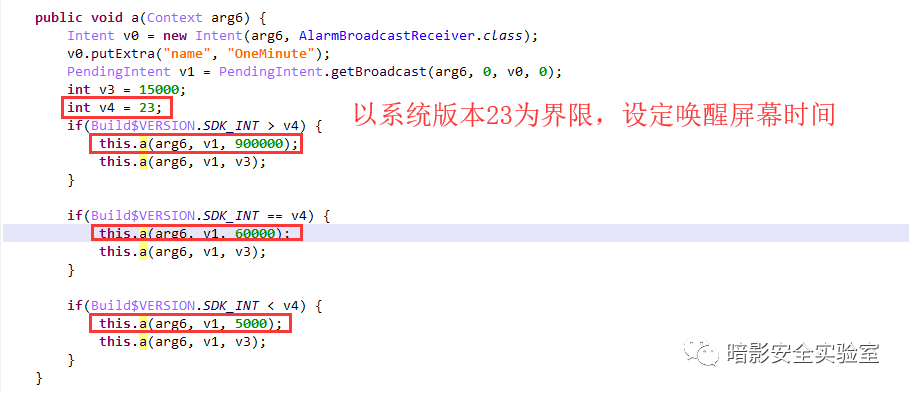 public void a(Context arg6) {
Intent v0 = new Intent(arg6, AlarmBroadcastReceiver.class);
v0.putExtra("name", "OneMinute");
PendingIntent v1 = PendingIntent.getBroadcast(arg6, 0, v0, 0);
int v3 = 15000;
int v4 = 23;
以系统版本23为界限，设定唤醒屏幕时间
if(Build$VERSION.SDK_INT > v4) {
this.a(arg6, v1, 900000);
this.a(arg6, v1, v3);
}
if(Build$VERSION.SDK_INT == v4) {
this.a(arg6, v1, 60000);
this.a(arg6, v1, v3);
}
if(Build$VERSION.SDK_INT < v4) {
this.a(arg6, v1, 5000);
this.a(arg6, v1, v3);
}
}
暗影安全实验室